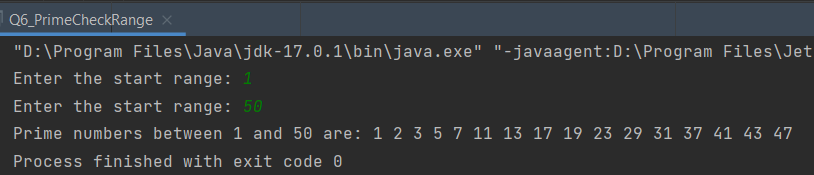 Q6_PrimeCheckRange ×
"D:\Program Files\Java\jdk-17.0.1\bin\java.exe" "-javaagent:D:\Program Files\Jet
Enter the start range: 1
Enter the start range: 50
Prime numbers between 1 and 50 are: 1 2 3 5 7 11 13 17 19 23 29 31 37 41 43 47
Process finished with exit code 0